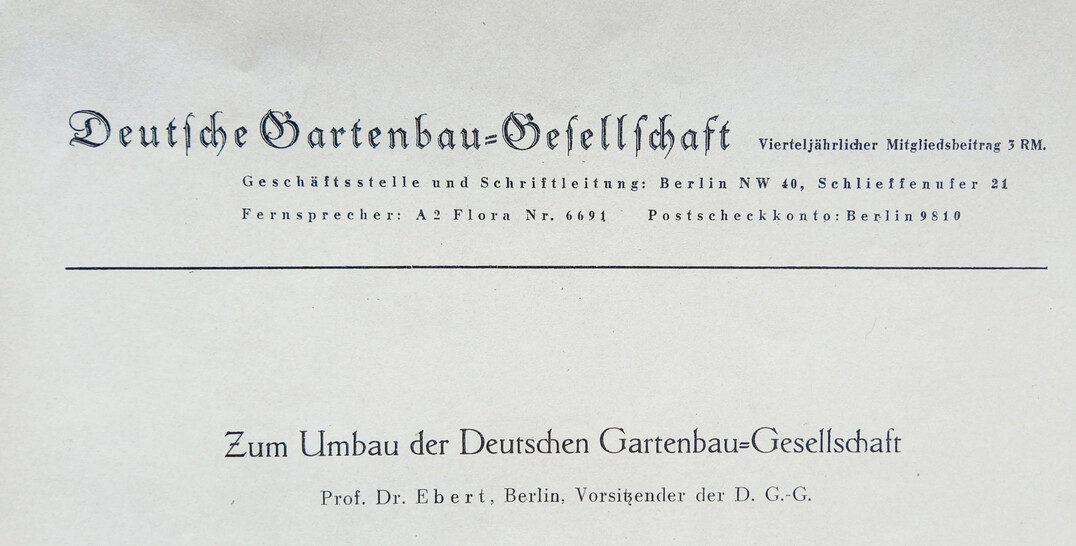 Deutſche Gartenbau=Geſellſchaft Vierteljährlicher Mitgliedsbeitrag 3 RM.
Geschäftsstelle und Schriftleitung: Berlin NW 40, Schlieffenufer 21
Fernsprecher: A 2 Flora Nr. 6691 Postscheckkonto: Berlin 9810
Zum Umbau der Deutschen Gartenbau=Gesellschaft
Prof. Dr. Ebert, Berlin, Vorsitzender der D. G.-G.